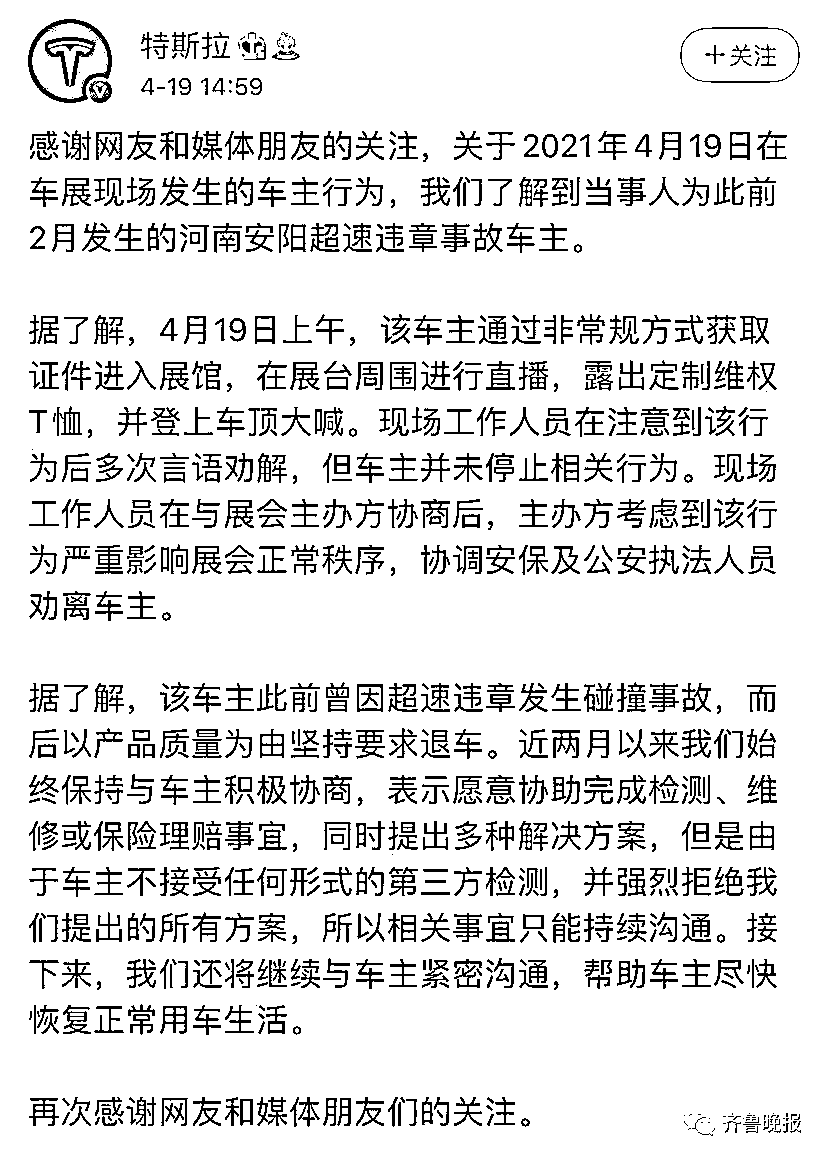 特斯拉
4-19 14:59
+关注
感谢网友和媒体朋友的关注，关于2021年4月19日在
车展现场发生的车主行为，我们了解到当事人为此前
2月发生的河南安阳超速违章事故车主。
据了解，4月19日上午，该车主通过非常规方式获取
证件进入展馆，在展台周围进行直播，露出定制维权
T恤，并登上车顶大喊。现场工作人员在注意到该行
为后多次言语劝解，但车主并未停止相关行为。现场
工作人员在与展会主办方协商后，主办方考虑到该行
为严重影响展会正常秩序，协调安保及公安执法人员
劝离车主。
据了解，该车主此前曾因超速违章发生碰撞事故，而
后以产品质量为由坚持要求退车。近两月以来我们始
终保持与车主积极协商，表示愿意协助完成检测、维
修或保险理赔事宜，同时提出多种解决方案，但是由
于车主不接受任何形式的第三方检测，并强烈拒绝我
们提出的所有方案，所以相关事宜只能持续沟通。接
下来，我们还将继续与车主紧密沟通，帮助车主尽快
恢复正常用车生活。
再次感谢网友和媒体朋友们的关注。
齐鲁晚报